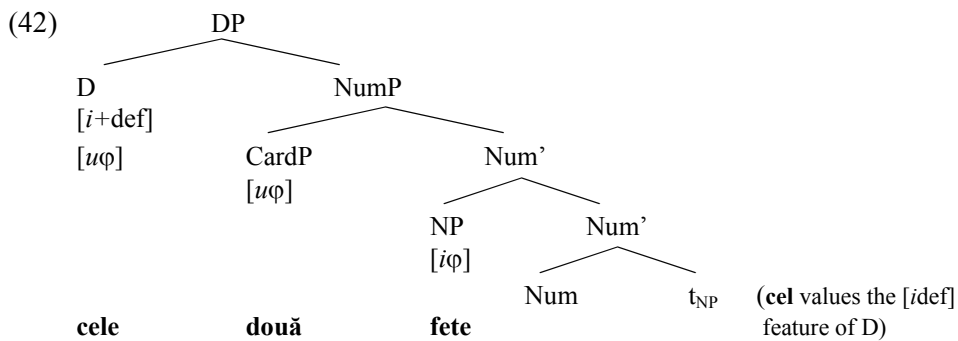 (42) DP
D NumP
[i+def]
[uφ] CardP Num’
[uφ]
NP Num’
[iφ]
Num tNP (cel values the [idef]
cele două fete feature of D)